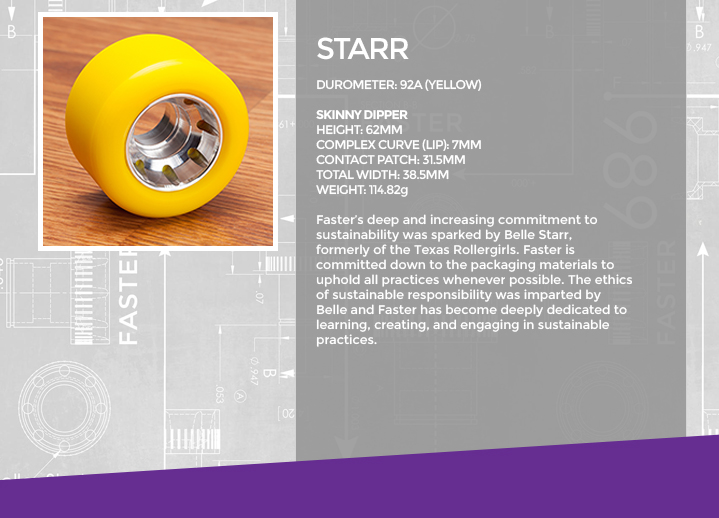 STARR
DUROMETER: 92A (YELLOW)
SKINNY DIPPER
HEIGHT: 62MM
COMPLEX CURVE (LIP): 7MM
CONTACT PATCH: 31.5MM
TOTAL WIDTH: 38.5MM
WEIGHT: 114.82g
Faster's deep and increasing commitment to
sustainability was sparked by Belle Starr,
formerly of the Texas Rollergirls. Faster is
committed down to the packaging materials to
uphold all practices whenever possible. The ethics
of sustainable responsibility was imparted by
Belle and Faster has become deeply dedicated to
learning, creating, and engaging in sustainable
practices.
B
B
FASTER
.07
B
.053
A
20
986